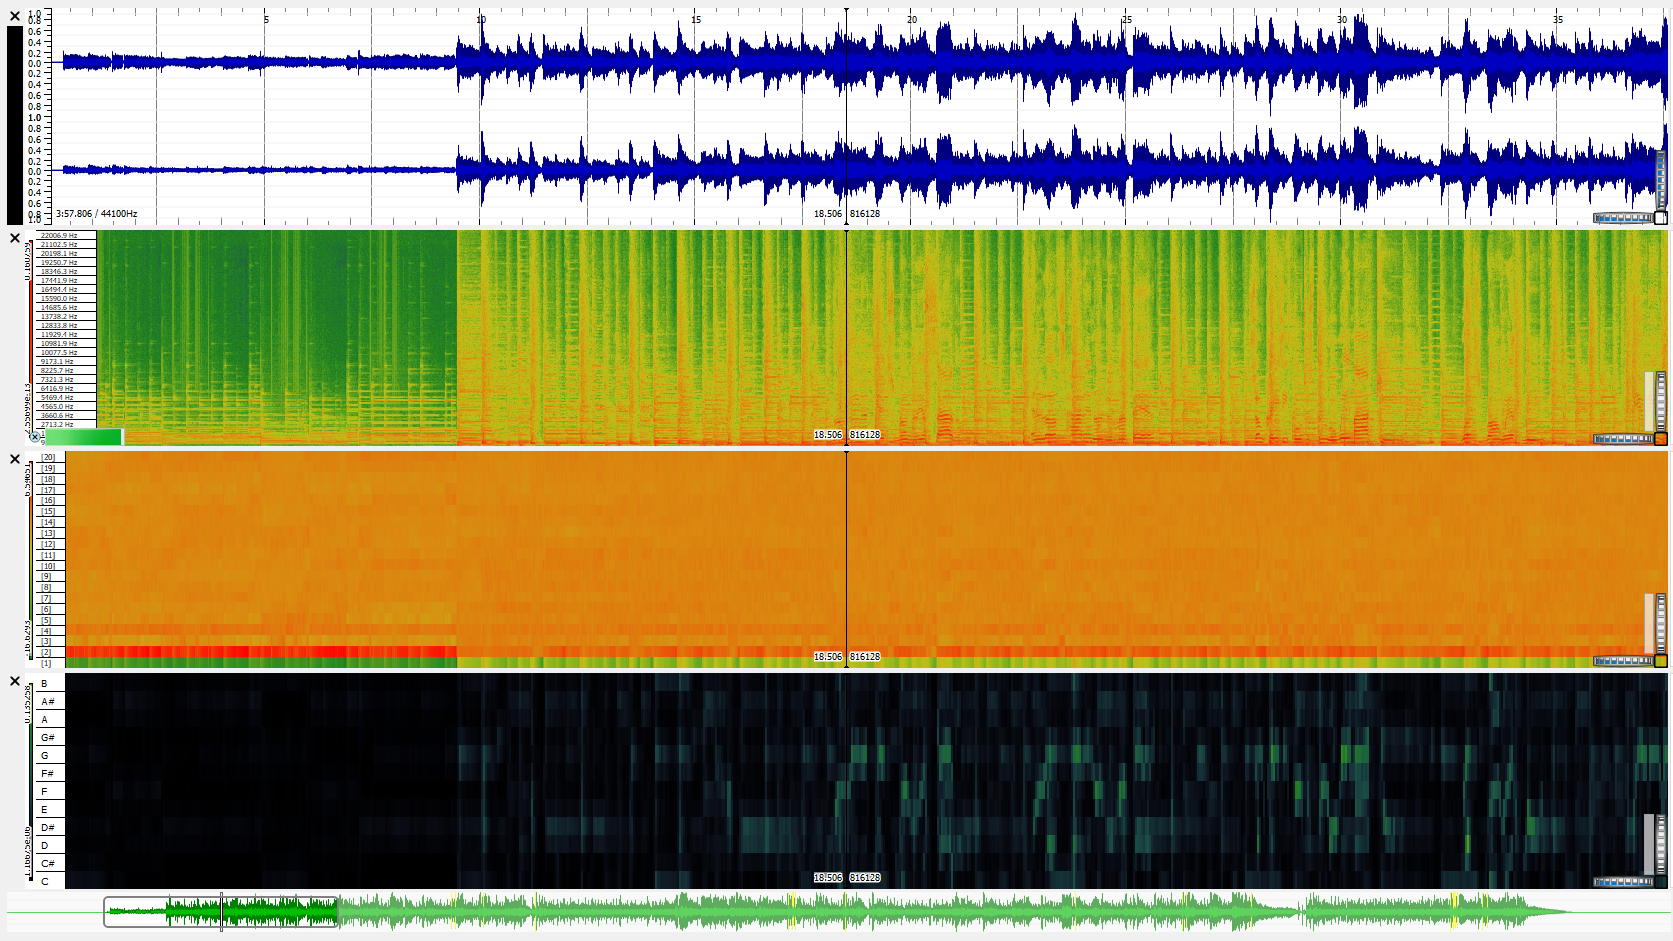 5 10 15 20 25 30 35
1.0
0.8
0.6
0.4
0.2
0.0
0.2
0.4
0.6
0.8
1.0
0.8
0.6
0.4
0.2
0.0
0.2
0.4
0.6
0.8
1.0
3:57.806 / 44100Hz
18.506 816128
22006.9 Hz
21102.5 Hz
20198.1 Hz
19250.7 Hz
18346.3 Hz
17441.9 Hz
16494.4 Hz
15590.0 Hz
14685.6 Hz
13738.2 Hz
12833.8 Hz
11929.4 Hz
10981.9 Hz
10077.5 Hz
9173.1 Hz
8225.7 Hz
7321.3 Hz
6416.9 Hz
5469.4 Hz
4565.0 Hz
3660.6 Hz
2713.2 Hz
18.506 816128
[20]
[19]
[18]
[17]
[16]
[15]
[14]
[13]
[12]
[11]
[10]
[9]
[8]
[7]
[6]
[5]
[4]
[3]
[2]
[1]
18.506 816128
B
A#
A
G#
G
F#
F
E
D#
D
C#
C
18.506 816128